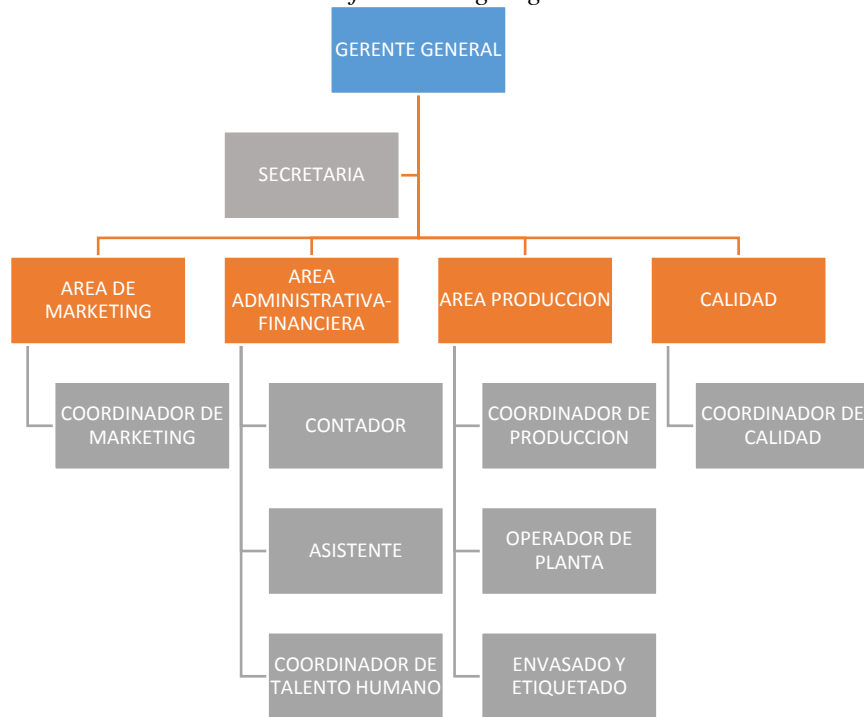 GERENTE GENERAL
SECRETARIA
AREA DE
MARKETING
AREA
ADMINISTRATIVA-
FINANCIERA
AREA PRODUCCION
CALIDAD
COORDINADOR DE
MARKETING
CONTADOR
COORDINADOR DE
PRODUCCION
COORDINADOR DE
CALIDAD
ASISTENTE
OPERADOR DE
PLANTA
COORDINADOR DE
TALENTO HUMANO
ENVASADO Y
ETIQUETADO